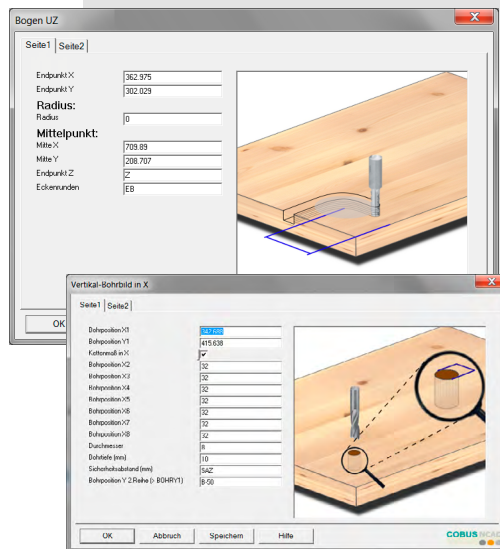 Bogen UZ
Seite1 Seite2
Endpunkt X 362.975
Endpunkt Y 302.029
Radius:
Radius 0
Mittelpunkt:
Mitte X 709.89
Mitte Y 208.707
Endpunkt Z Z
Eckenrunden EB
OK
Vertikal-Bohrbild in X
Seite1 Seite2
Bohrposition X1 347.688
Bohrposition Y1 415.638
Kettenmaß in X
Bohrposition X2 32
Bohrposition X3 32
Bohrposition X4 32
Bohrposition X5 32
Bohrposition X6 32
Bohrposition X7 32
Bohrposition X8 32
Durchmesser 8
Bohrtiefe (mm) 10
Sicherheitsabstand (mm) SAZ
Bohrposition Y 2.Reihe (> BOHRY1) B-50
OK Abbruch Speichern Hilfe
COBUS NCAD